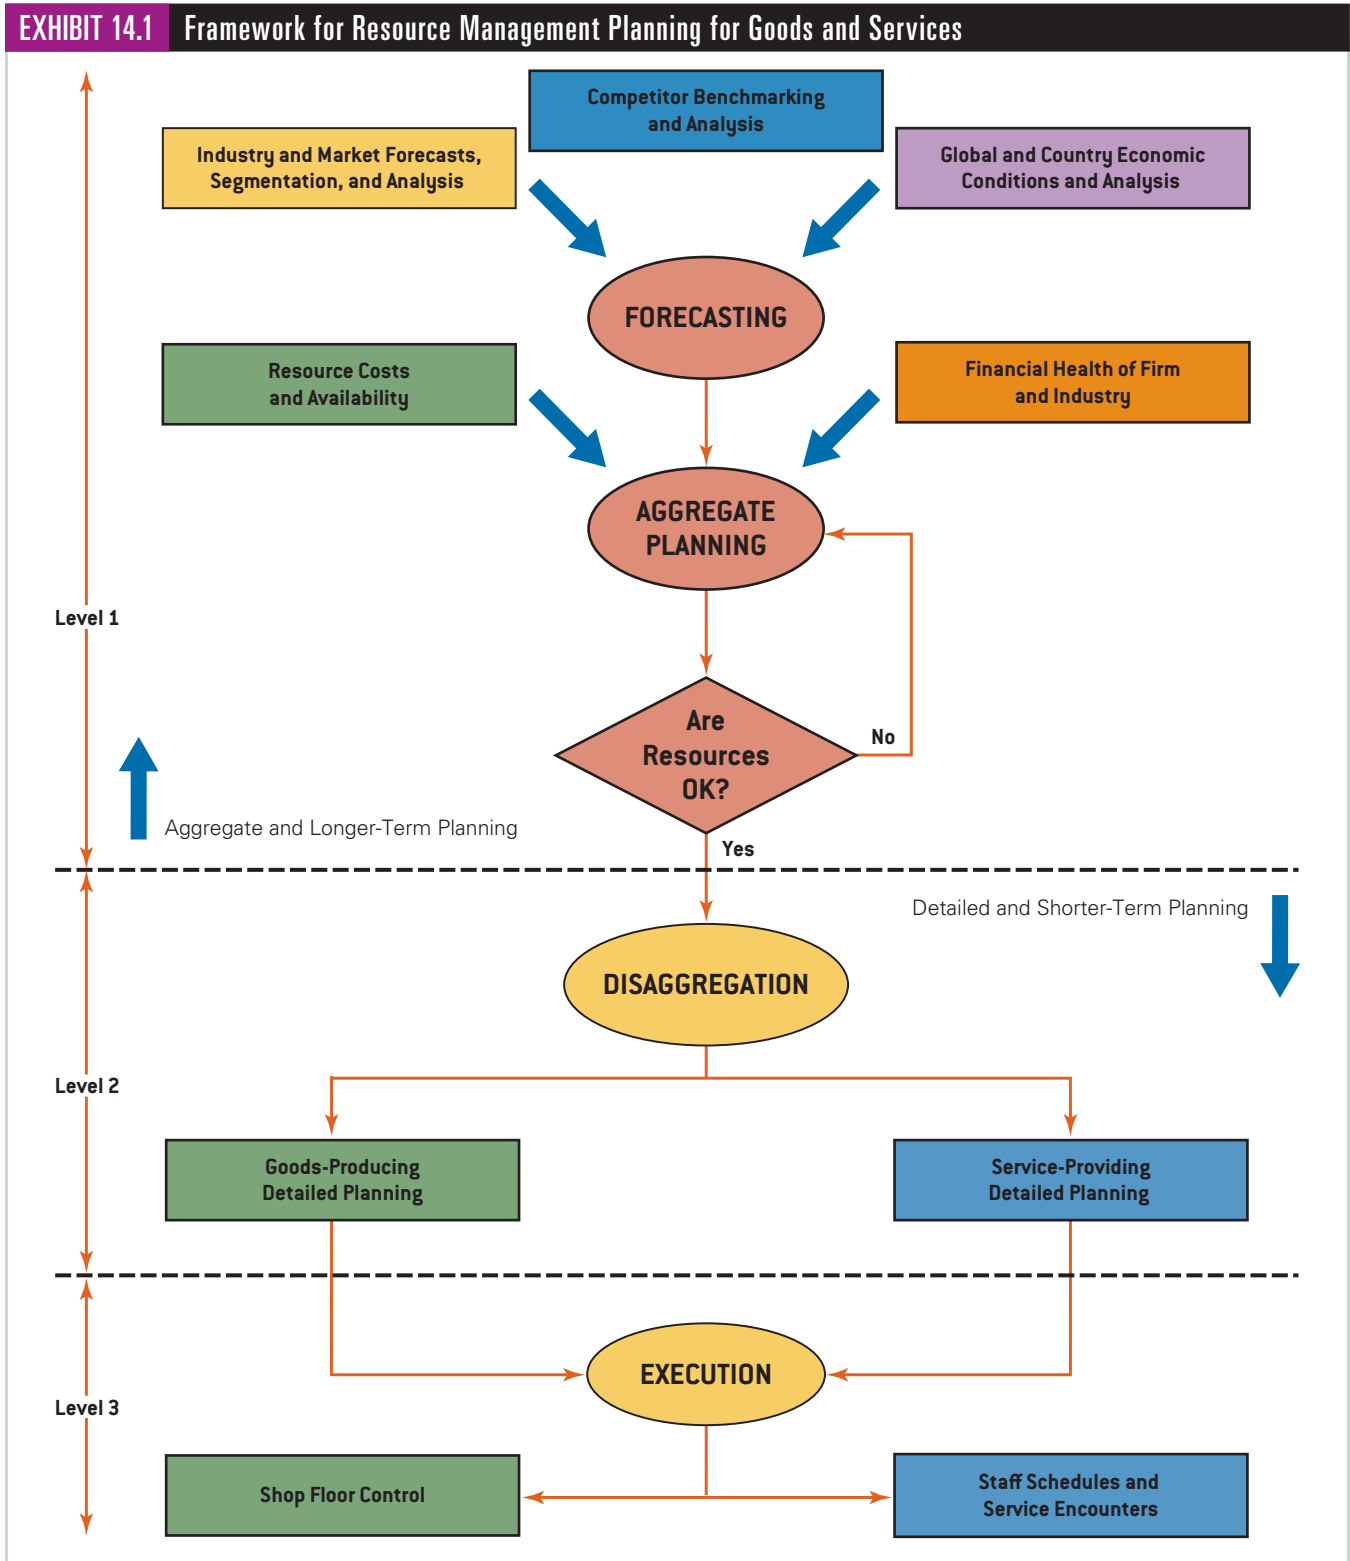 EXHIBIT 14.1 Framework for Resource Management Planning for Goods and Services
Competitor Benchmarking
and Analysis
Industry and Market Forecasts,
Segmentation, and Analysis
Global and Country Economic
Conditions and Analysis
FORECASTING
Resource Costs
and Availability
Financial Health of Firm
and Industry
AGGREGATE
PLANNING
Level 1
Are
Resources
OK?
No
Aggregate and Longer-Term Planning
Yes
Detailed and Shorter-Term Planning
DISAGGREGATION
Level 2
Goods-Producing
Detailed Planning
Service-Providing
Detailed Planning
EXECUTION
Level 3
Shop Floor Control
Staff Schedules and
Service Encounters